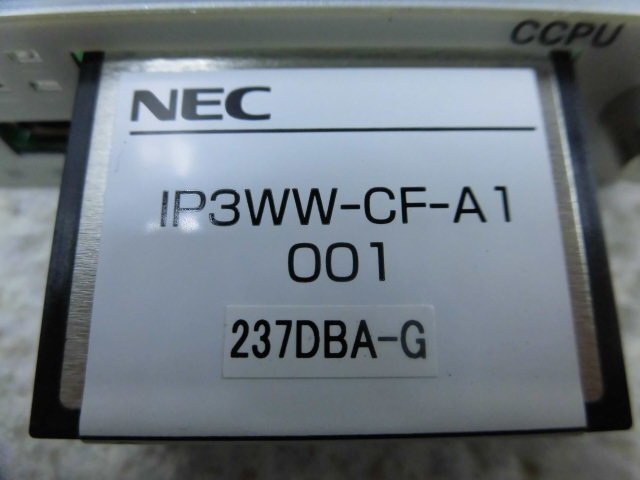 CCPU
NEC
IP3WW-CF-A1
001
237DBA-G